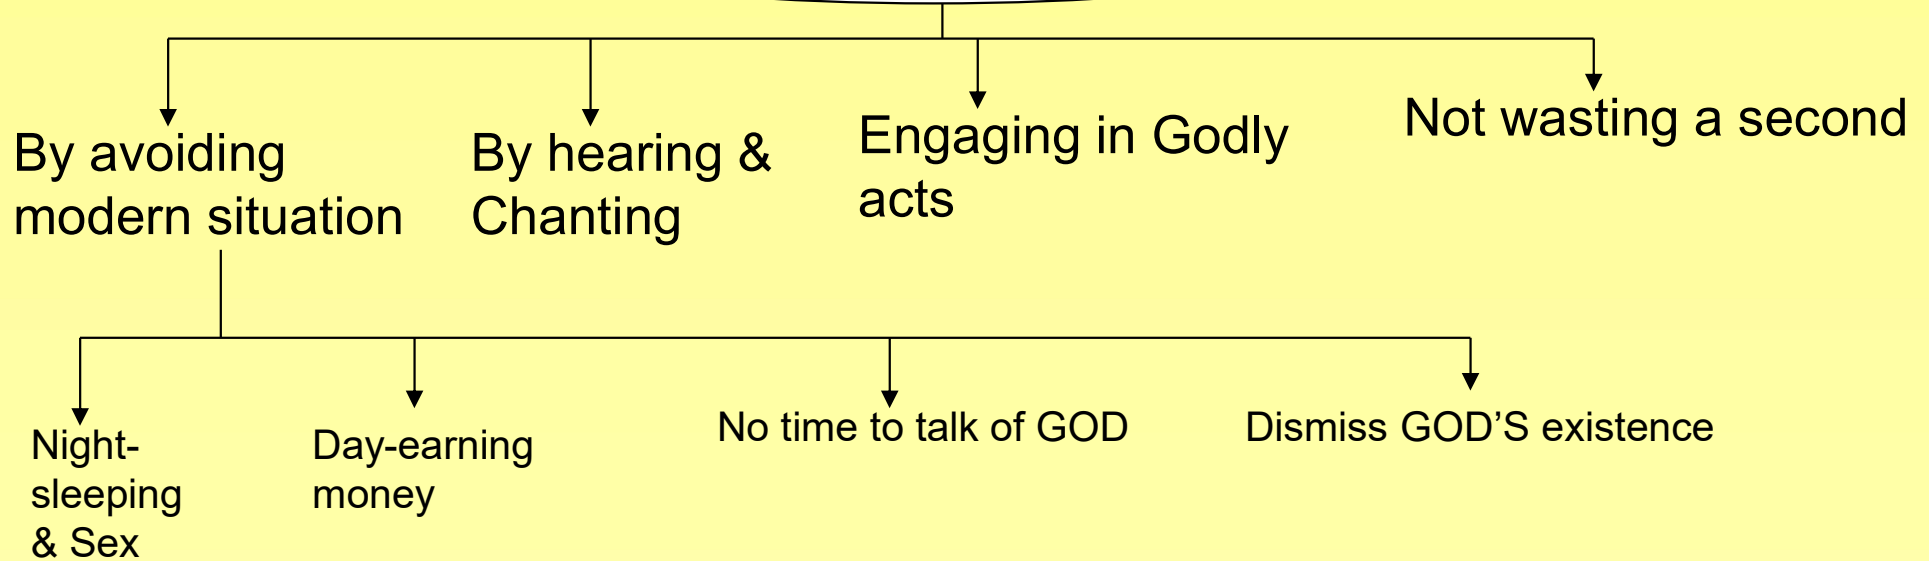 By avoiding
modern situation
By hearing &
Chanting
Engaging in Godly
acts
Not wasting a second
Night-
sleeping
& Sex
Day-earning
money
No time to talk of GOD
Dismiss GOD’S existence